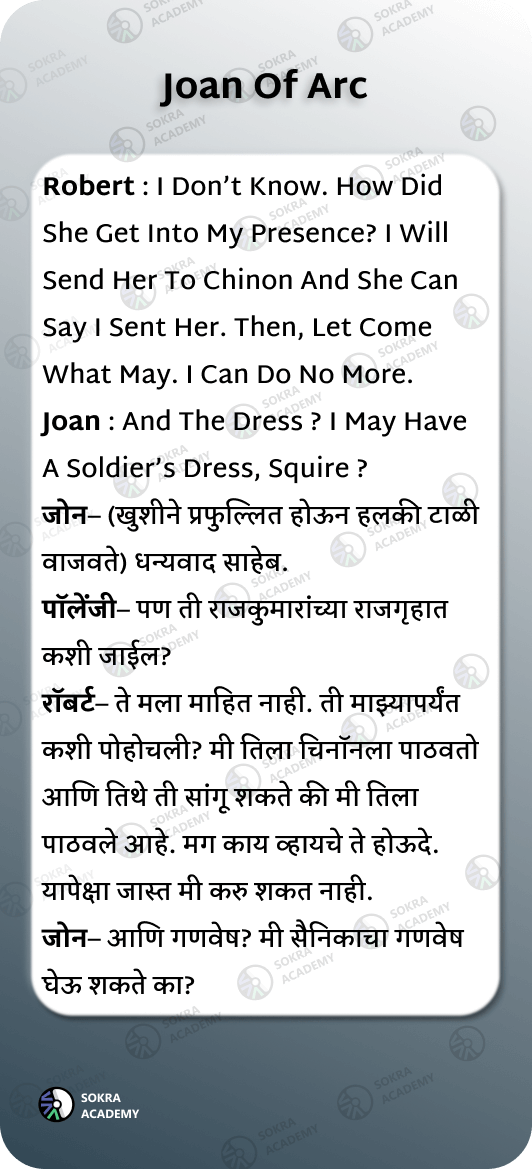 Joan Of Arc
Robert : I Don’t Know. How Did
She Get Into My Presence? I Will
Send Her To Chinon And She Can
Say I Sent Her. Then, Let Come
What May. I Can Do No More.
Joan : And The Dress ? I May Have
A Soldier’s Dress, Squire ?
जोन– (खुशीने प्रफुल्लित होऊन हलकी टाळी
वाजवते) धन्यवाद साहेब.
पॉलेंजी– पण ती राजकुमारांच्या राजगृहात
कशी जाईल?
रॉबर्ट– ते मला माहित नाही. ती माझ्यापर्यंत
कशी पोहोचली? मी तिला चिनॉनला पाठवतो
आणि तिथे ती सांगू शकते की मी तिला
पाठवले आहे. मग काय व्हायचे ते होऊदे.
यापेक्षा जास्त मी करु शकत नाही.
जोन– आणि गणवेष? मी सैनिकाचा गणवेष
घेऊ शकते का?
SOKRA
ACADEMY